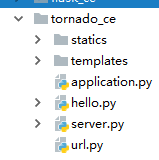 tornado_ce
statics
templates
application.py
hello.py
server.py
url.py